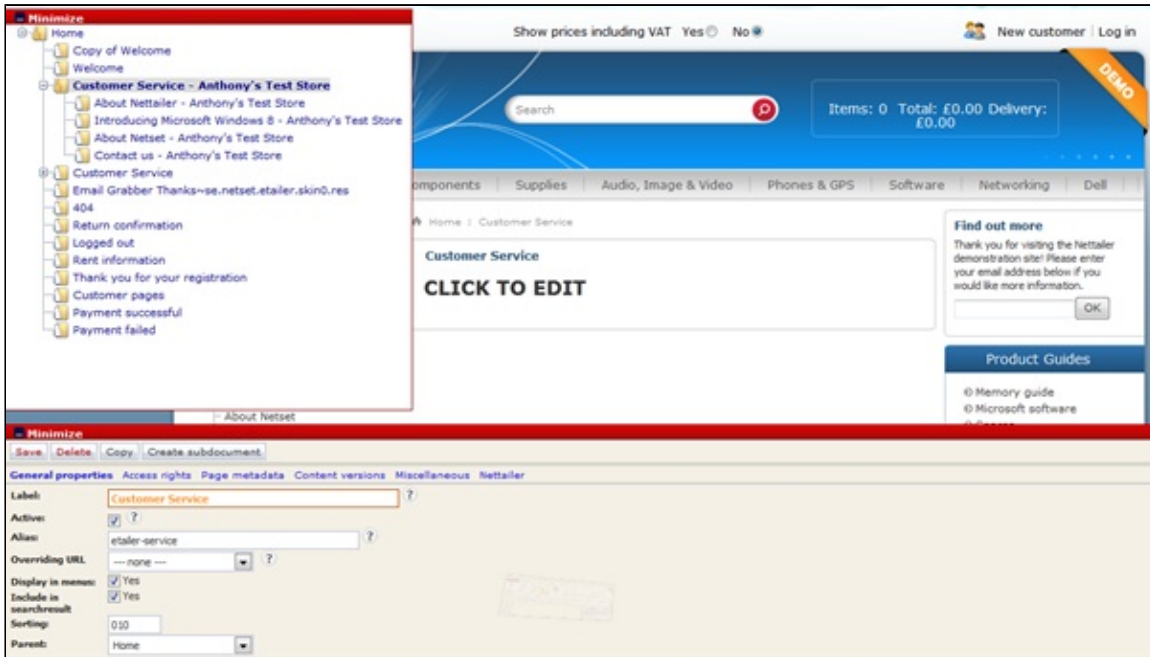 Minimize
Home
Copy of Welcome
Welcome
Customer Service - Anthony's Test Store
About Nettailer - Anthony's Test Store
Introducing Microsoft Windows 8 - Anthony's Test Store
About Netset - Anthony's Test Store
Contact us - Anthony's Test Store
Customer Service
Email Grabber Thanks~se.netset.etailer.skin0.res
404
Return confirmation
Logged out
Rent information
Thank you for your registration
Customer pages
Payment successful
Payment failed
Show prices including VAT Yes No
New customer | Log in
DEMO
Search
Items: 0 Total: £0.00 Delivery:
£0.00
omponents Supplies Audio, Image & Video Phones & GPS Software Networking Dell
Home : Customer Service
Customer Service
CLICK TO EDIT
Find out more
Thank you for visiting the Nettailer
demonstration site! Please enter
your email address below if you
would like more information.
OK
Product Guides
Memory guide
Microsoft software
About Netset
Minimize
Save Delete Copy Create subdocument
General properties Access rights Page metadata Content versions Miscellaneous Nettailer
Label: Customer Service ?
Active: ?
Alias: etailer-service ?
Overriding URL --- none --- ?
Display in menus: Yes
Include in Yes
searchresult
Sorting: 010
Parent: Home